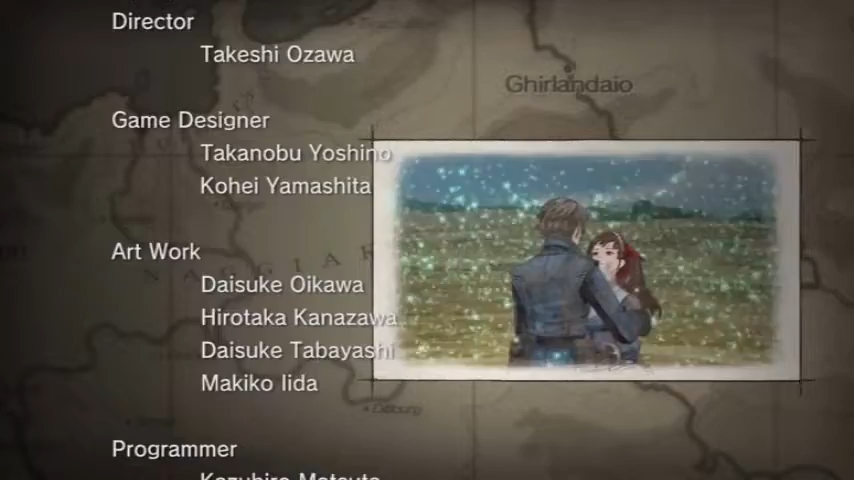 Director
Takeshi Ozawa
Ghirlandaio
Game Designer
Takanobu Yoshino
Kohei Yamashita
Art Work
Daisuke Oikawa
Hirotaka Kanazawa
Daisuke Tabayashi
Makiko Iida
Programmer